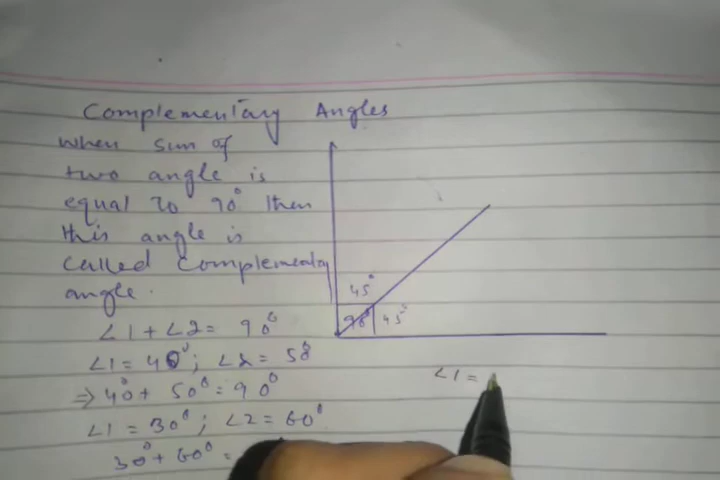 Complementary Angles
When sum of
two angle is
equal to 90° then
this angle is
called Complementary
angle.
∠1 + ∠2 = 90°
∠1 = 40° ; ∠2 = 50
⇒ 40° + 50° = 90°
∠1 = 30° ; ∠2 = 60°
30° + 60° =
45°
90° 45°
∠1 =